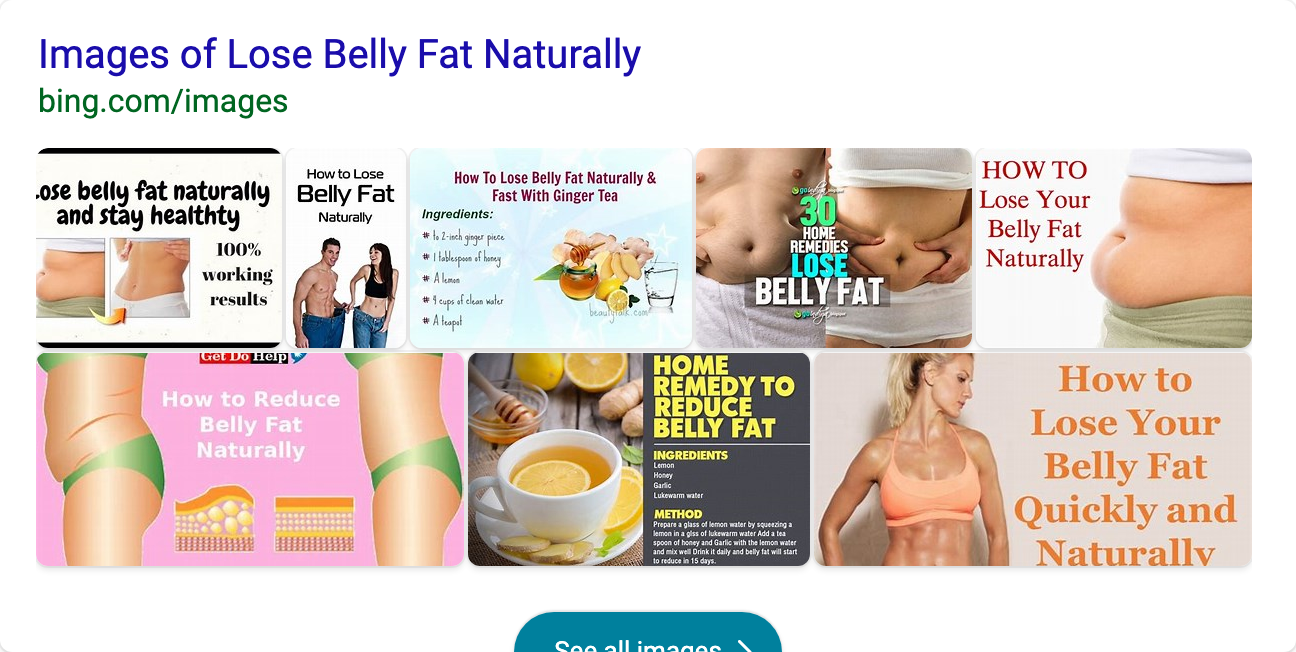 Images of Lose Belly Fat Naturally
bing.com/images
ose belly fat naturally
and stay healthty
100%
working
results
How to Lose
Belly Fat
Naturally
How To Lose Belly Fat Naturally &
Fast With Ginger Tea
Ingredients:
# to 2-inch ginger piece
# 1 tablespoon of honey
# A lemon
# 4 cups of clean water
# A teapot
beautyfalk.com
30
HOME
REMEDIES
LOSE
BELLY FAT
HOW TO
Lose Your
Belly Fat
Naturally
Get Do Help
How to Reduce
Belly Fat
Naturally
HOME
REMEDY TO
REDUCE
BELLY FAT
INGREDIENTS
Lemon
Honey
Garlic
Lukewarm water
METHOD
Prepare a glass of lemon water by squeezing a
lemon in a glss of lukewarm water Add a tea
spoon of honey and Garlic with the lemon water
and mix well Drink it daily and belly fat will start
to reduce in 15 days.
How to
Lose Your
Belly Fat
Quickly and
Naturally
See all images